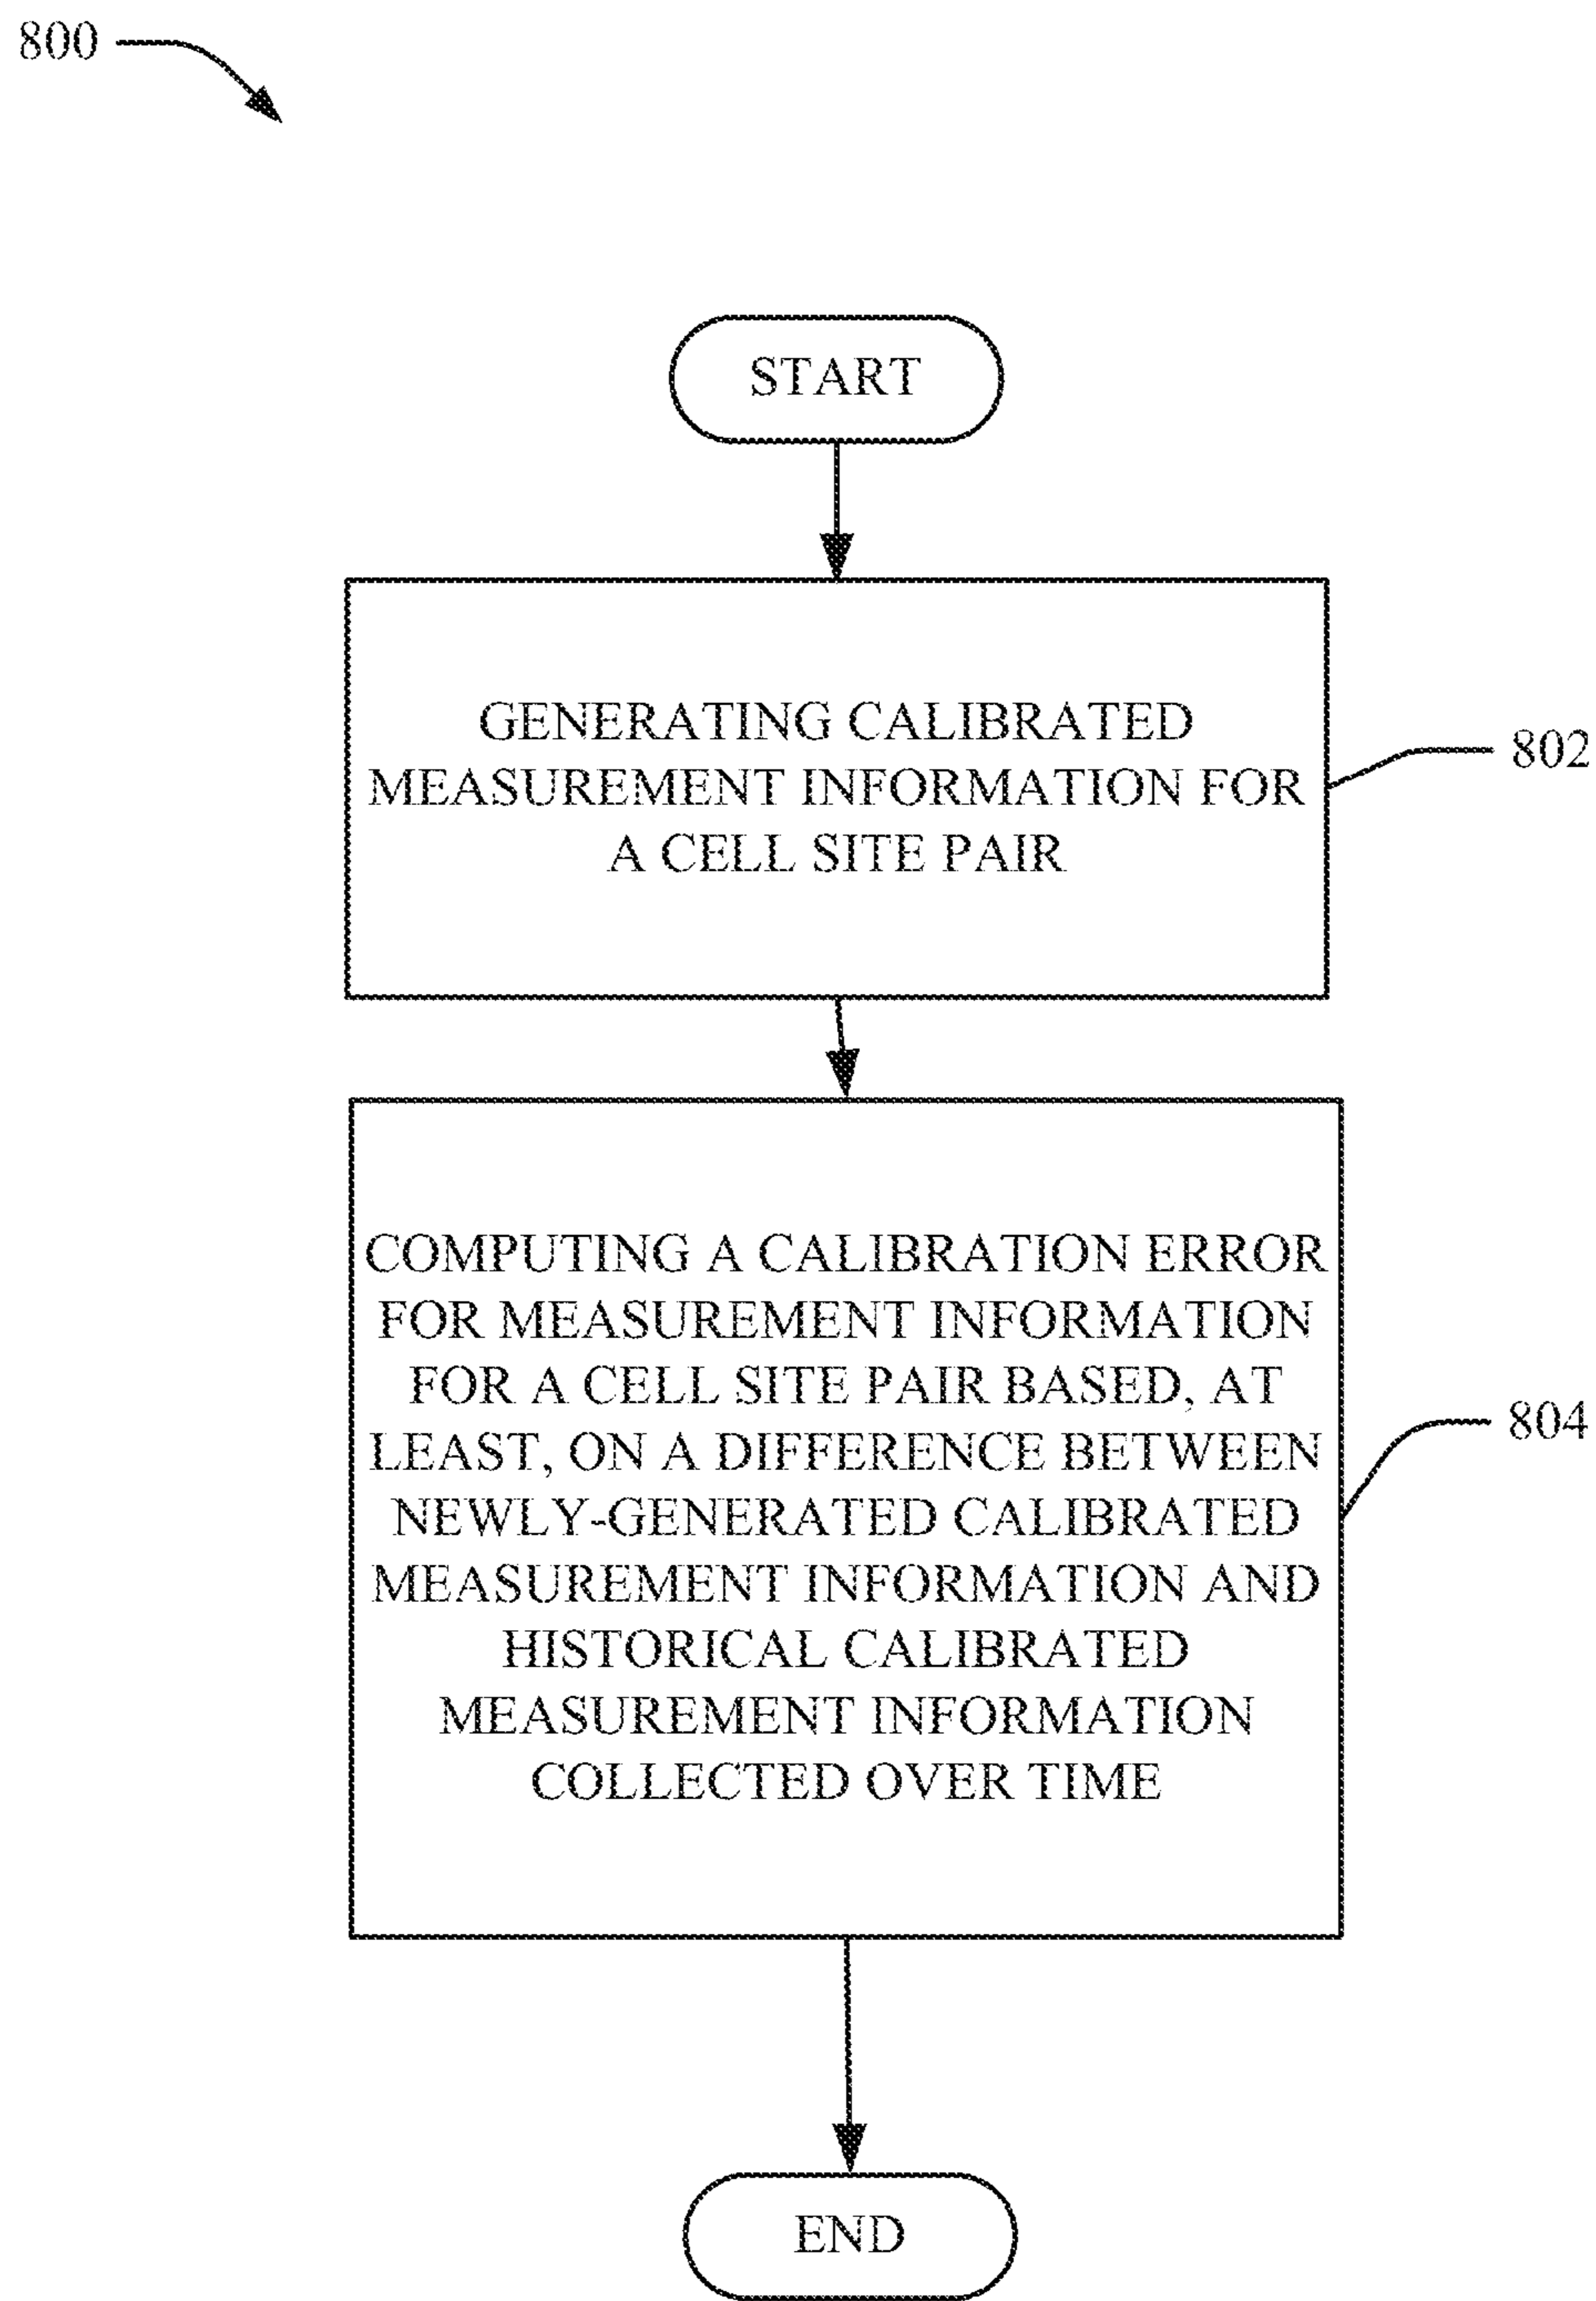 800
START
GENERATING CALIBRATED
MEASUREMENT INFORMATION FOR
A CELL SITE PAIR
802
COMPUTING A CALIBRATION ERROR
FOR MEASUREMENT INFORMATION
FOR A CELL SITE PAIR BASED, AT
LEAST, ON A DIFFERENCE BETWEEN
NEWLY-GENERATED CALIBRATED
MEASUREMENT INFORMATION AND
HISTORICAL CALIBRATED
MEASUREMENT INFORMATION
COLLECTED OVER TIME
804
END